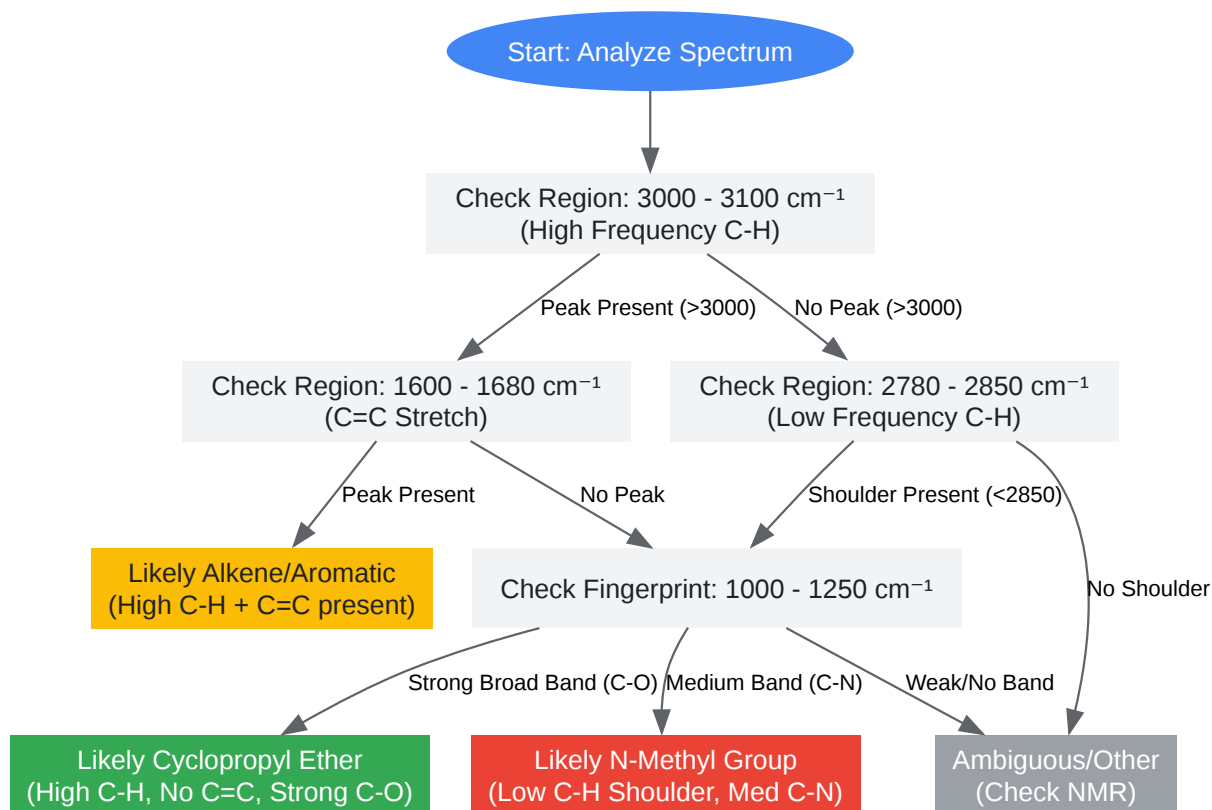 Start: Analyze Spectrum
Check Region: 3000 - 3100 cm⁻¹
(High Frequency C-H)
Peak Present (>3000)
No Peak (>3000)
Check Region: 1600 - 1680 cm⁻¹
(C=C Stretch)
Check Region: 2780 - 2850 cm⁻¹
(Low Frequency C-H)
Peak Present
No Peak
Shoulder Present (<2850)
No Shoulder
Likely Alkene/Aromatic
(High C-H + C=C present)
Check Fingerprint: 1000 - 1250 cm⁻¹
Strong Broad Band (C-O)
Medium Band (C-N)
Weak/No Band
Likely Cyclopropyl Ether
(High C-H, No C=C, Strong C-O)
Likely N-Methyl Group
(Low C-H Shoulder, Med C-N)
Ambiguous/Other
(Check NMR)